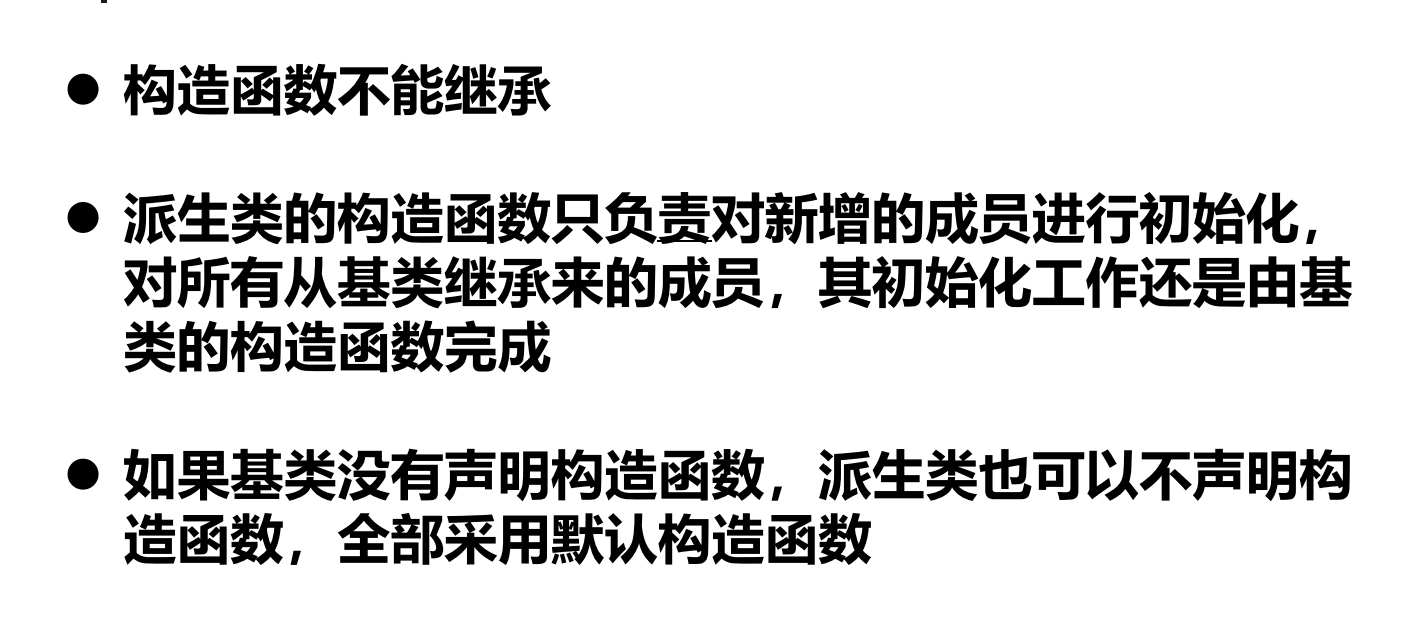 ● 构造函数不能继承
● 派生类的构造函数只负责对新增的成员进行初始化，
对所有从基类继承来的成员，其初始化工作还是由基
类的构造函数完成
● 如果基类没有声明构造函数，派生类也可以不声明构
造函数，全部采用默认构造函数